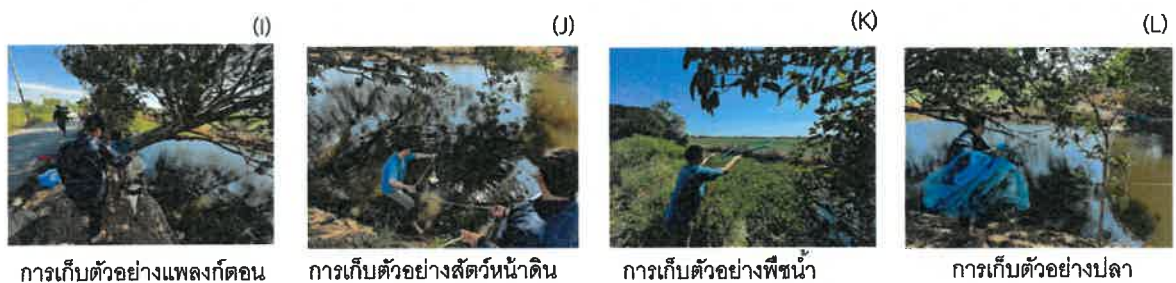 (I) (J) (K) (L)
การเก็บตัวอย่างแพลงก์ตอน การเก็บตัวอย่างสัตว์หน้าดิน การเก็บตัวอย่างพืชน้ำ การเก็บตัวอย่างปลา